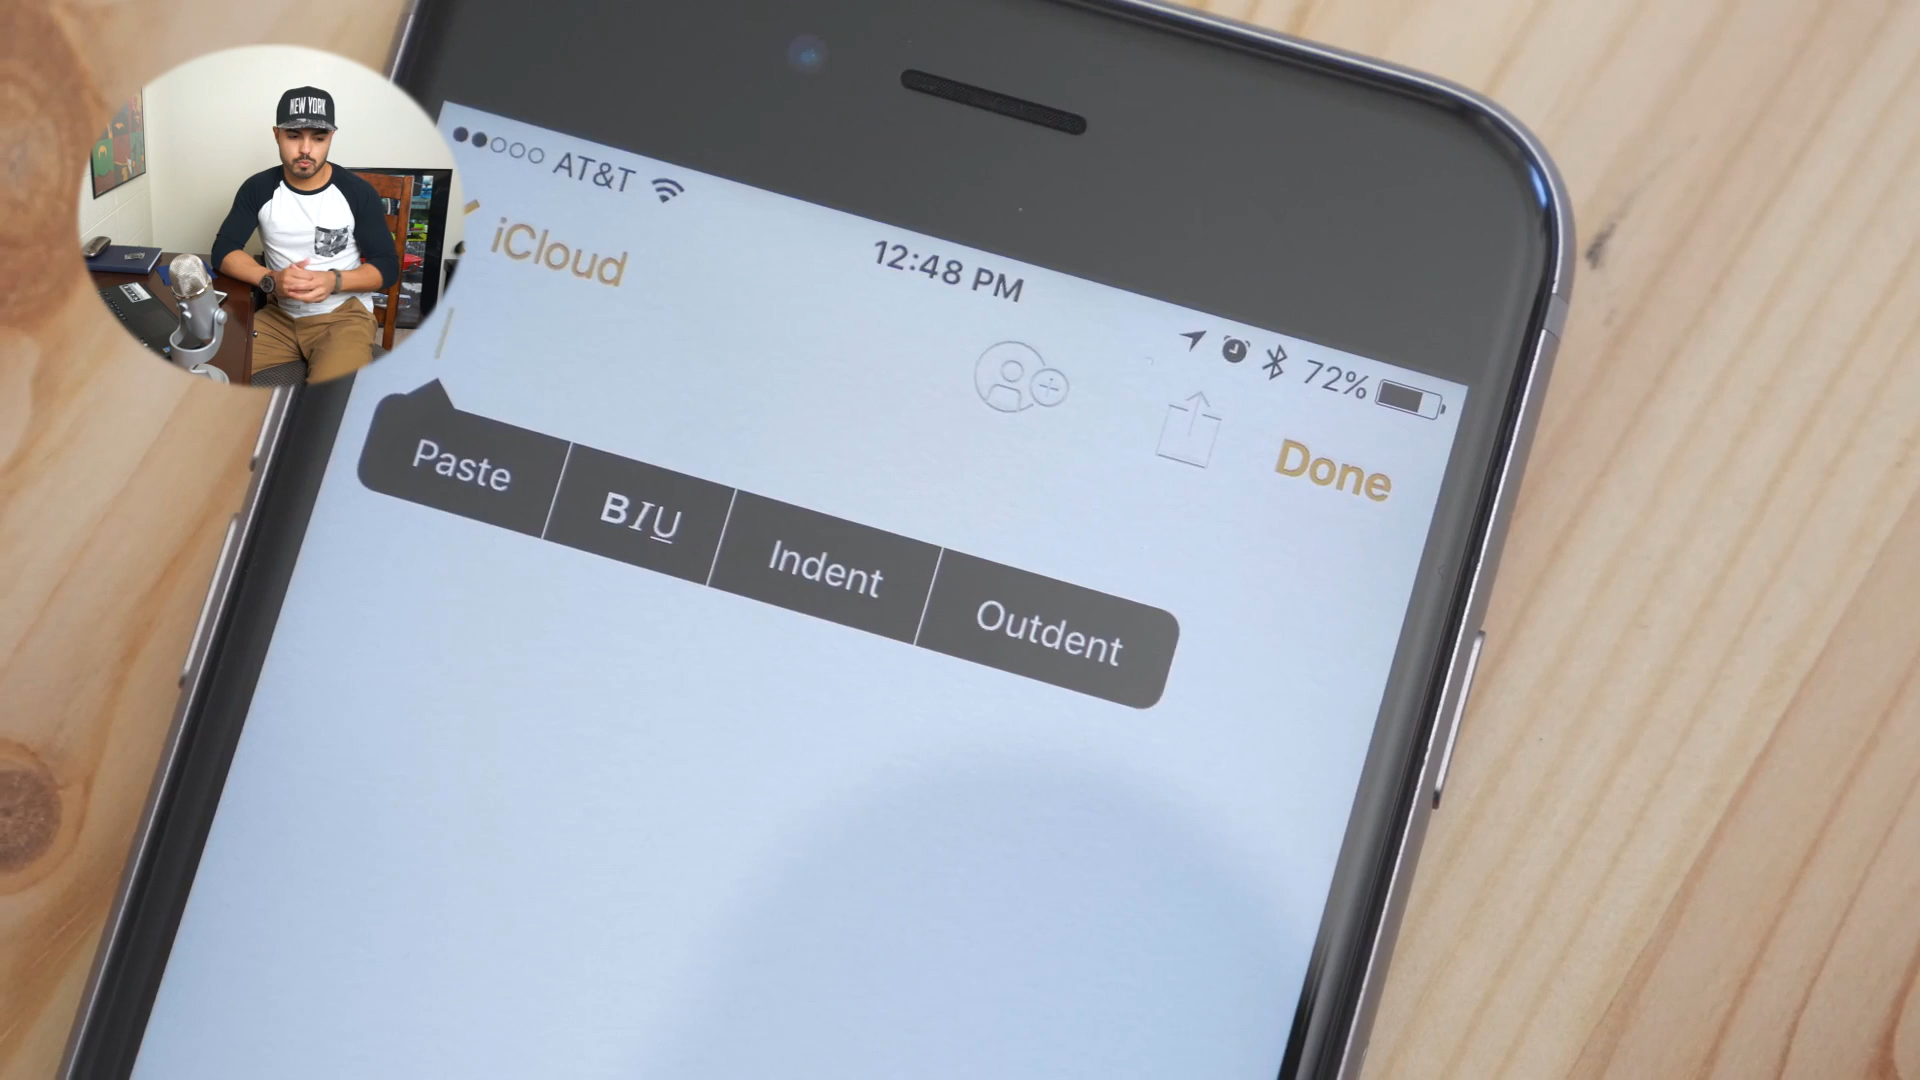 NEW YORK
AT&T
12:48 PM
72%
iCloud
Done
Paste
BIU
Indent
Outdent